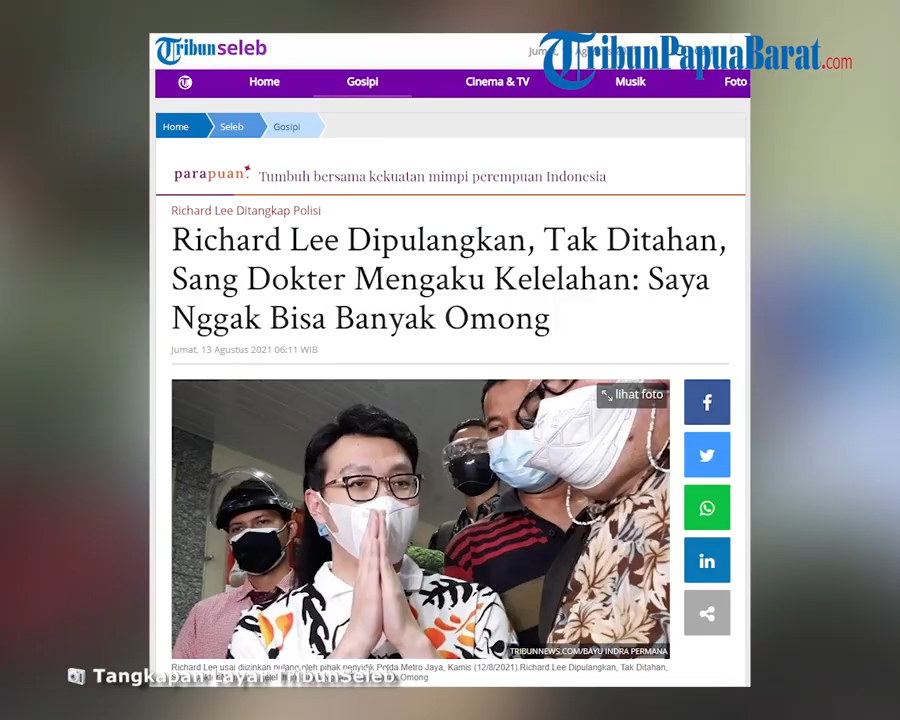 Tribunseleb
TribunPapuaBarat.com
Home Gosipi Cinema & TV Musik Foto
Home Seleb Gosipi
parapuan. Tumbuh bersama kekuatan mimpi perempuan Indonesia
Richard Lee Ditangkap Polisi
Richard Lee Dipulangkan, Tak Ditahan,
Sang Dokter Mengaku Kelelahan: Saya
Nggak Bisa Banyak Omong
Jumat, 13 Agustus 2021 06:11 WIB
lihat foto
TRIBUNNEWS.COM/BAYU INDRA PERMANA
Richard Lee usai diizinkan pulang oleh pihak penyidik Polda Metro Jaya, Kamis (12/8/2021) Richard Lee Dipulangkan, Tak Ditahan,
Omong
Tangkapan Layar TribunSeleb